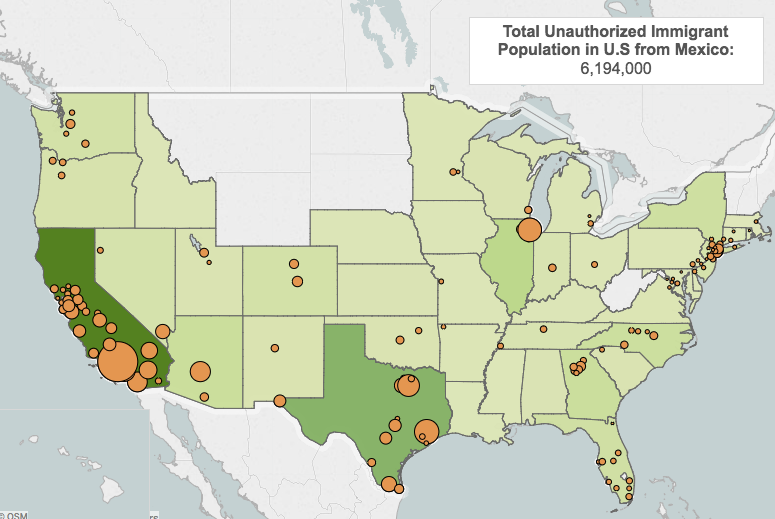 Total Unauthorized Immigrant
Population in U.S from Mexico:
6,194,000
© OSM